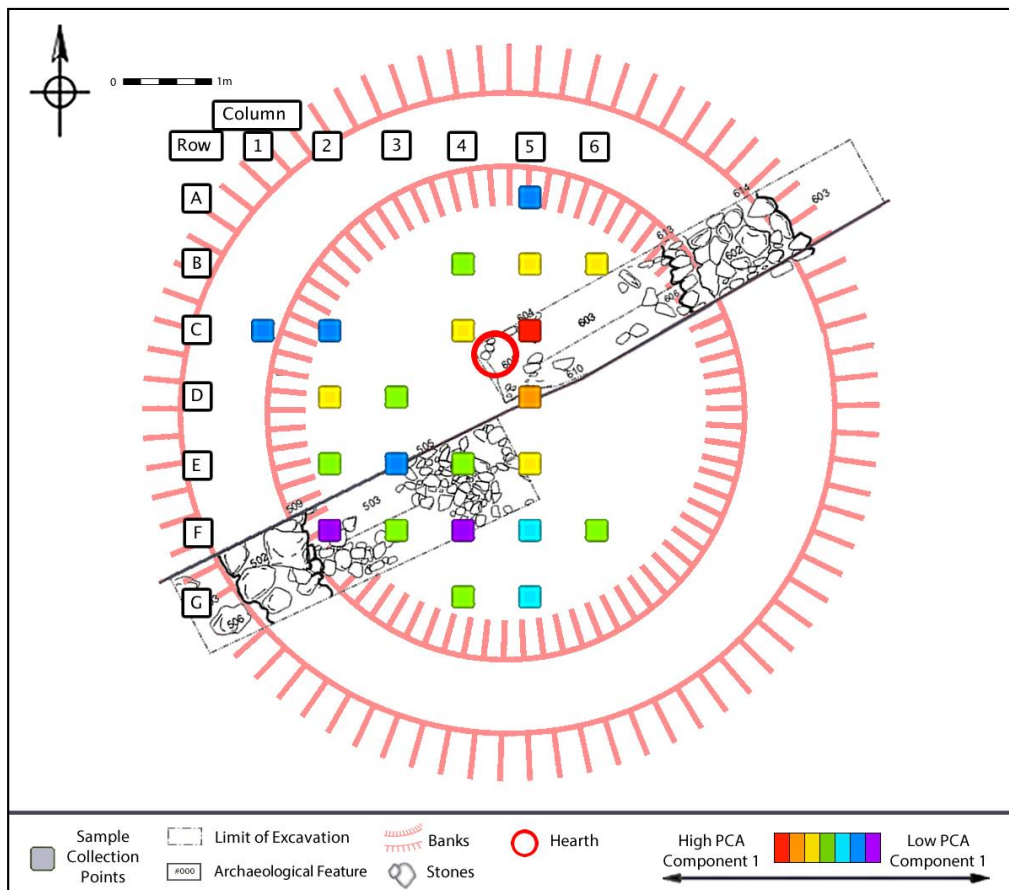 0 1m
Column
Row 1 2 3 4 5 6
A
B
C
D
E
F
G
614
603
613
602
606
604
603
610
505
503
509
502
506
Sample
Collection
Points
Limit of Excavation
#000 Archaeological Feature
Banks
Stones
Hearth
High PCA
Component 1
Low PCA
Component 1